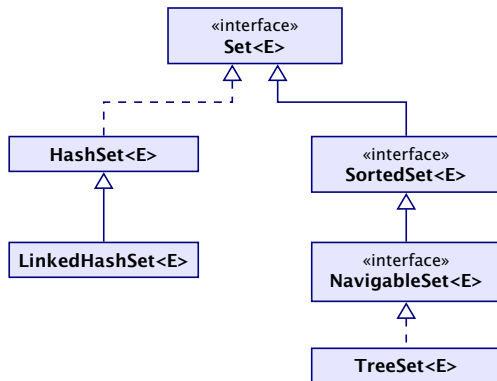 «interface»
Set<E>
HashSet<E>
«interface»
SortedSet<E>
LinkedHashSet<E>
«interface»
NavigableSet<E>
TreeSet<E>